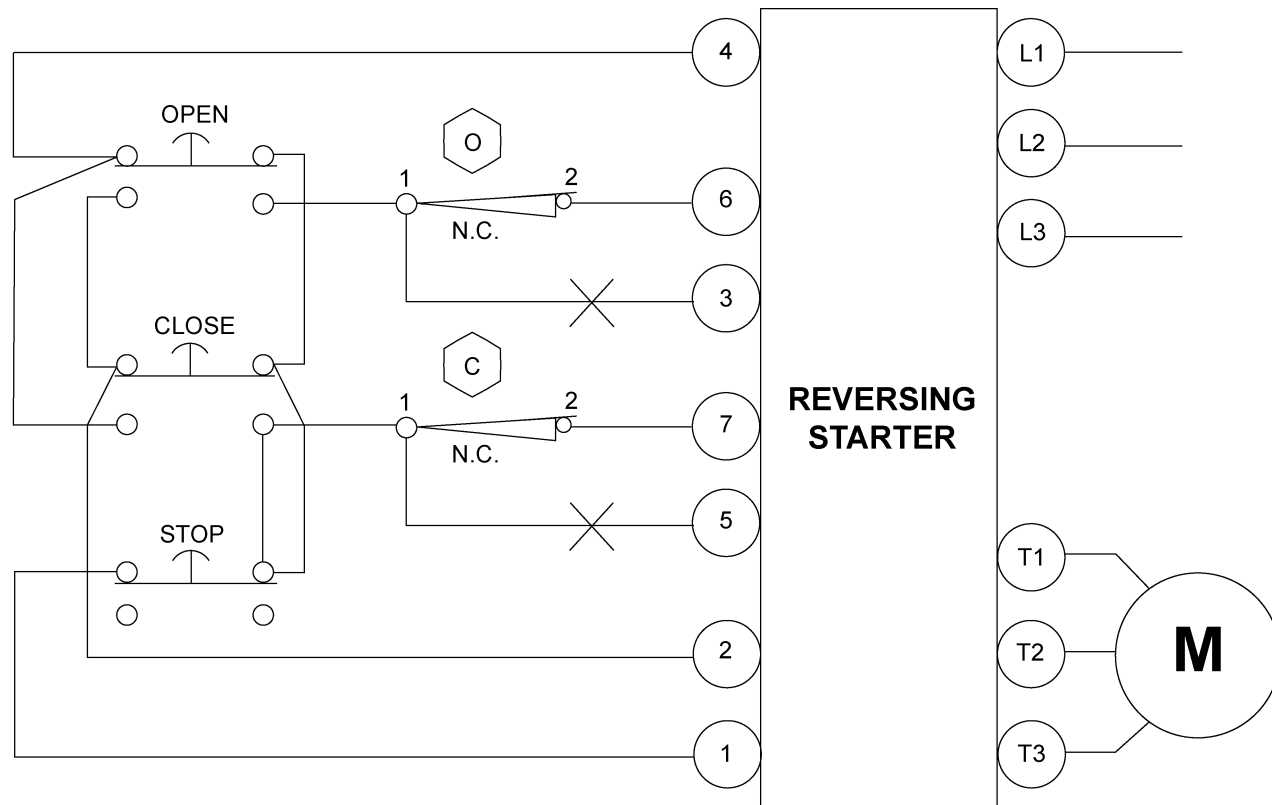 4
L1
OPEN
O
L2
1
2
6
N.C.
L3
3
CLOSE
C
1
2
7
REVERSING
STARTER
N.C.
5
STOP
T1
2
T2
M
1
T3